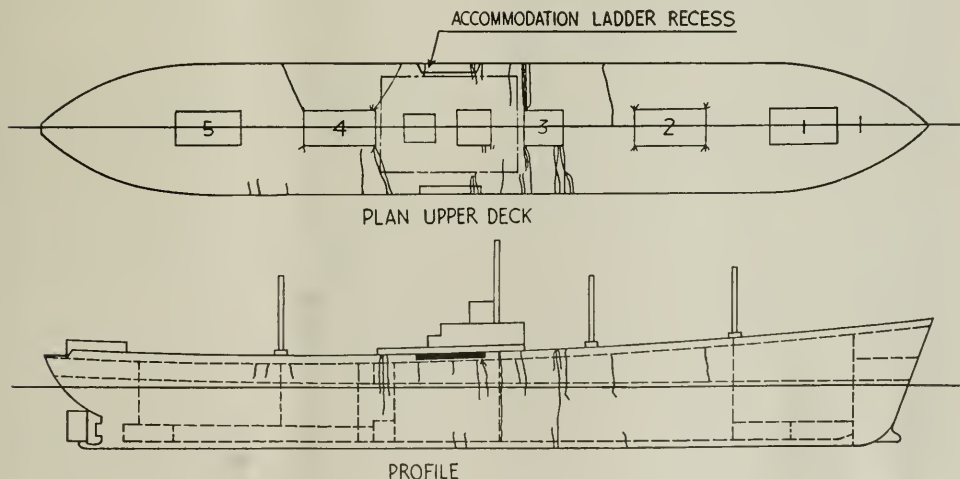 ACCOMMODATION LADDER RECESS
5 4 3 2 1
PLAN UPPER DECK
PROFILE